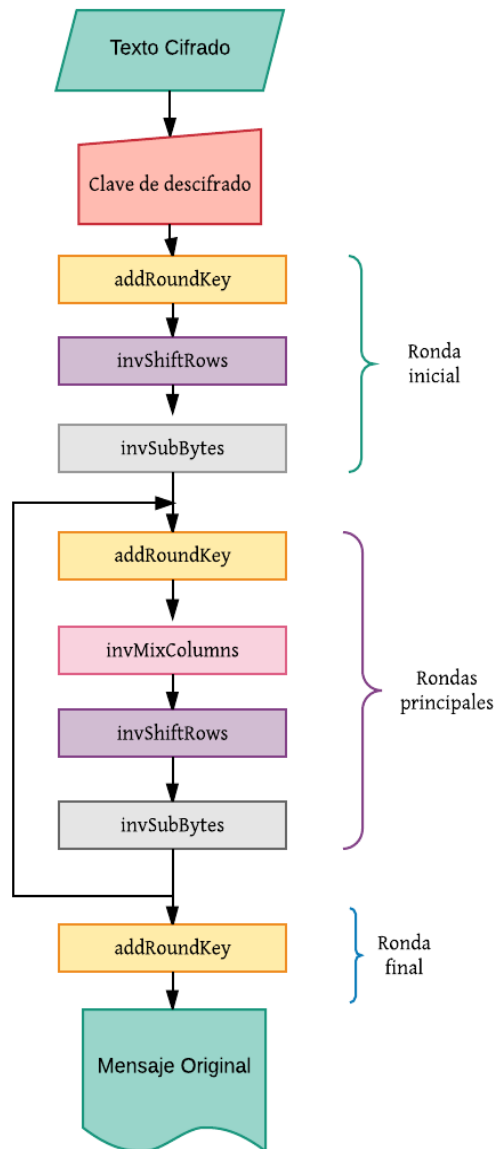 Texto Cifrado
Clave de descifrado
addRoundKey
invShiftRows
invSubBytes
Ronda
inicial
addRoundKey
invMixColumns
invShiftRows
invSubBytes
Rondas
principales
addRoundKey
Ronda
final
Mensaje Original